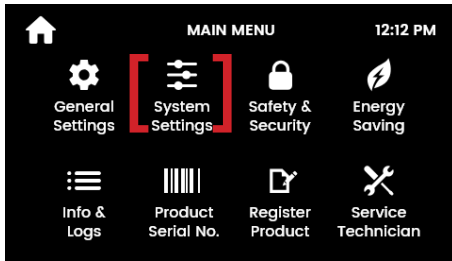 MAIN MENU 12:12 PM
General Settings
System Settings
Safety & Security
Energy Saving
Info & Logs
Product Serial No.
Register Product
Service Technician